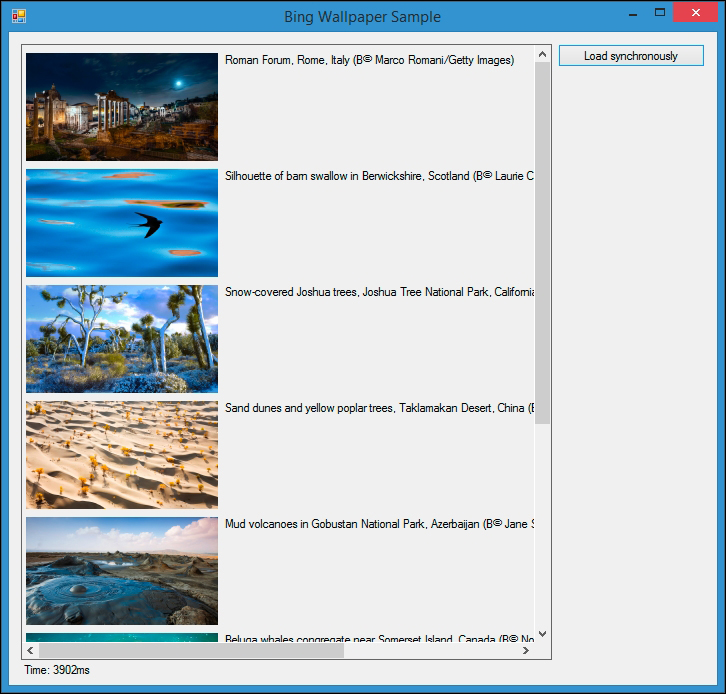 Bing Wallpaper Sample
Load synchronously
Roman Forum, Rome, Italy (В© Marco Romani/Getty Images)
Silhouette of barn swallow in Berwickshire, Scotland (В© Laurie C
Snow-covered Joshua trees, Joshua Tree National Park, California
Sand dunes and yellow poplar trees, Taklamakan Desert, China (
Mud volcanoes in Gobustan National Park, Azerbaijan (В© Jane S
Beluga whales congregate near Somerset Island, Canada (В© No
Time: 3902ms